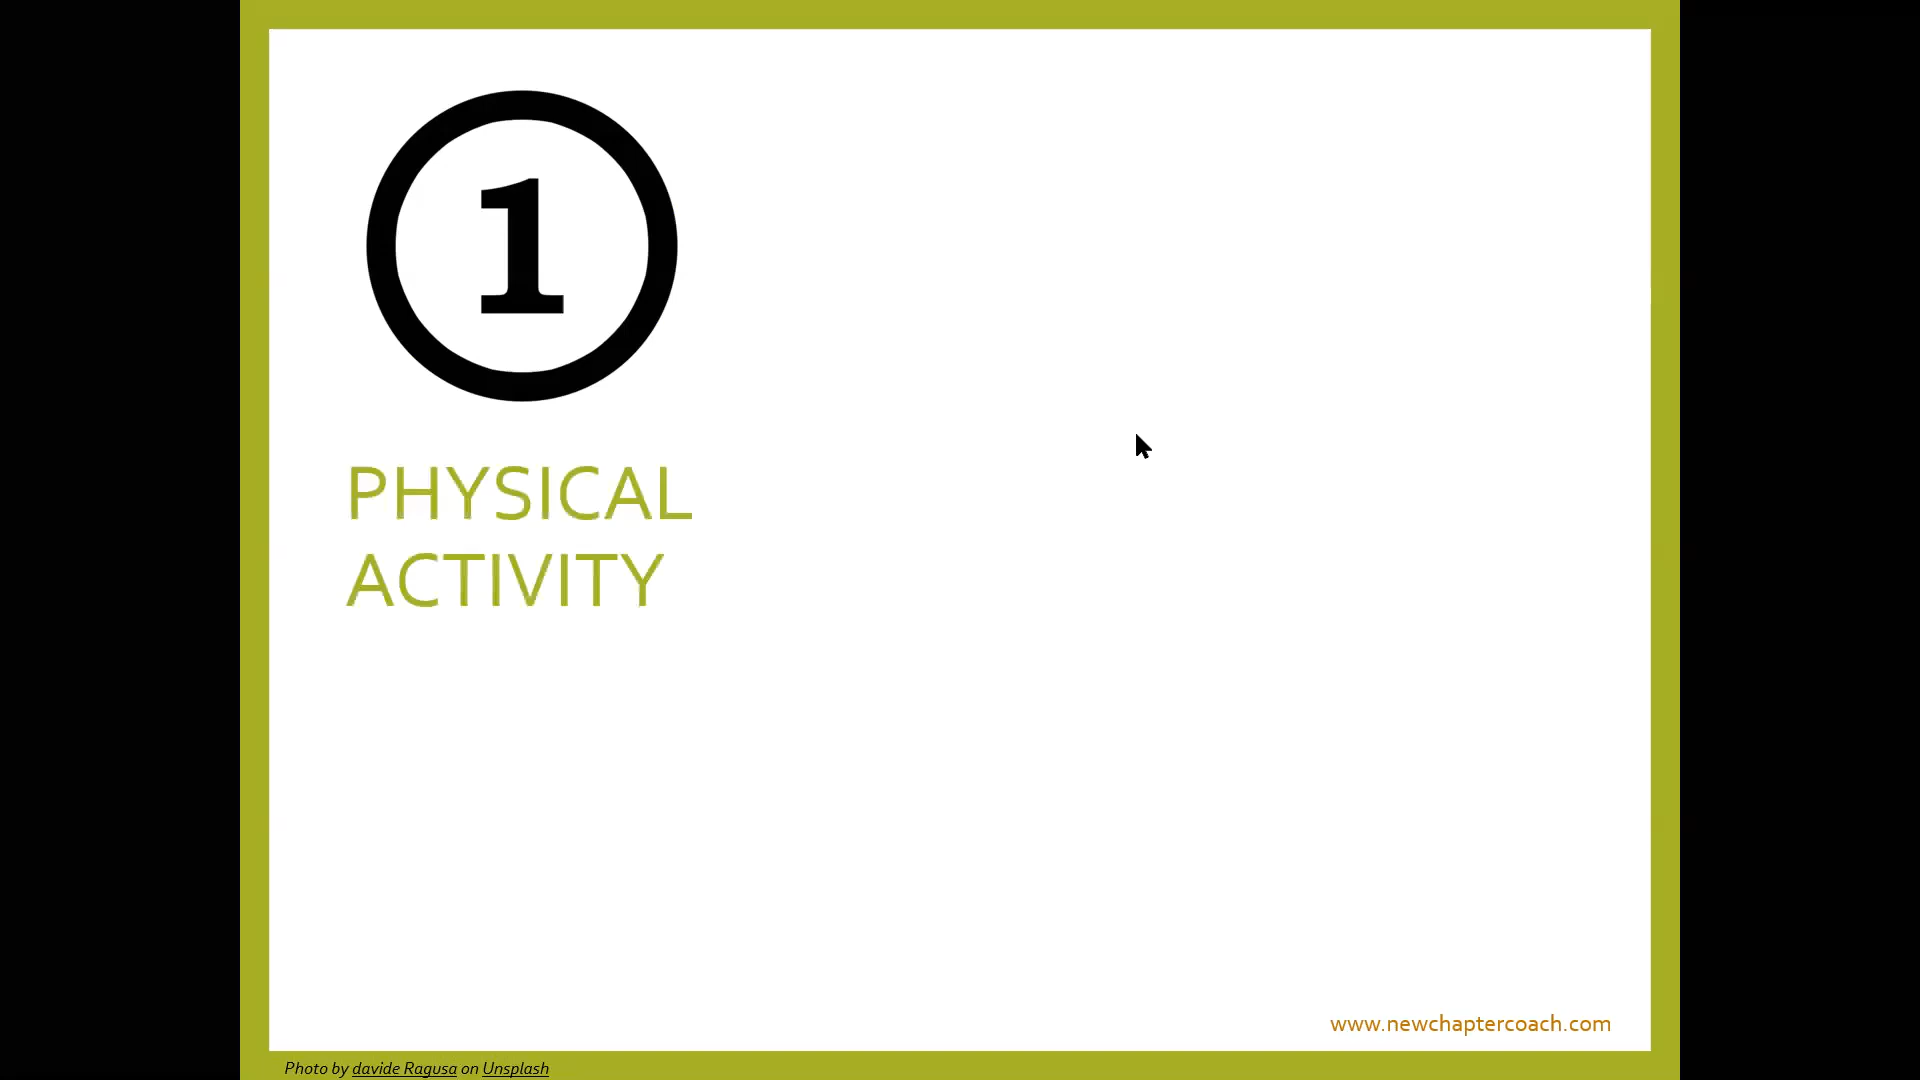 1
PHYSICAL
ACTIVITY
www.newchaptercoach.com
Photo by davide Ragusa on Unsplash